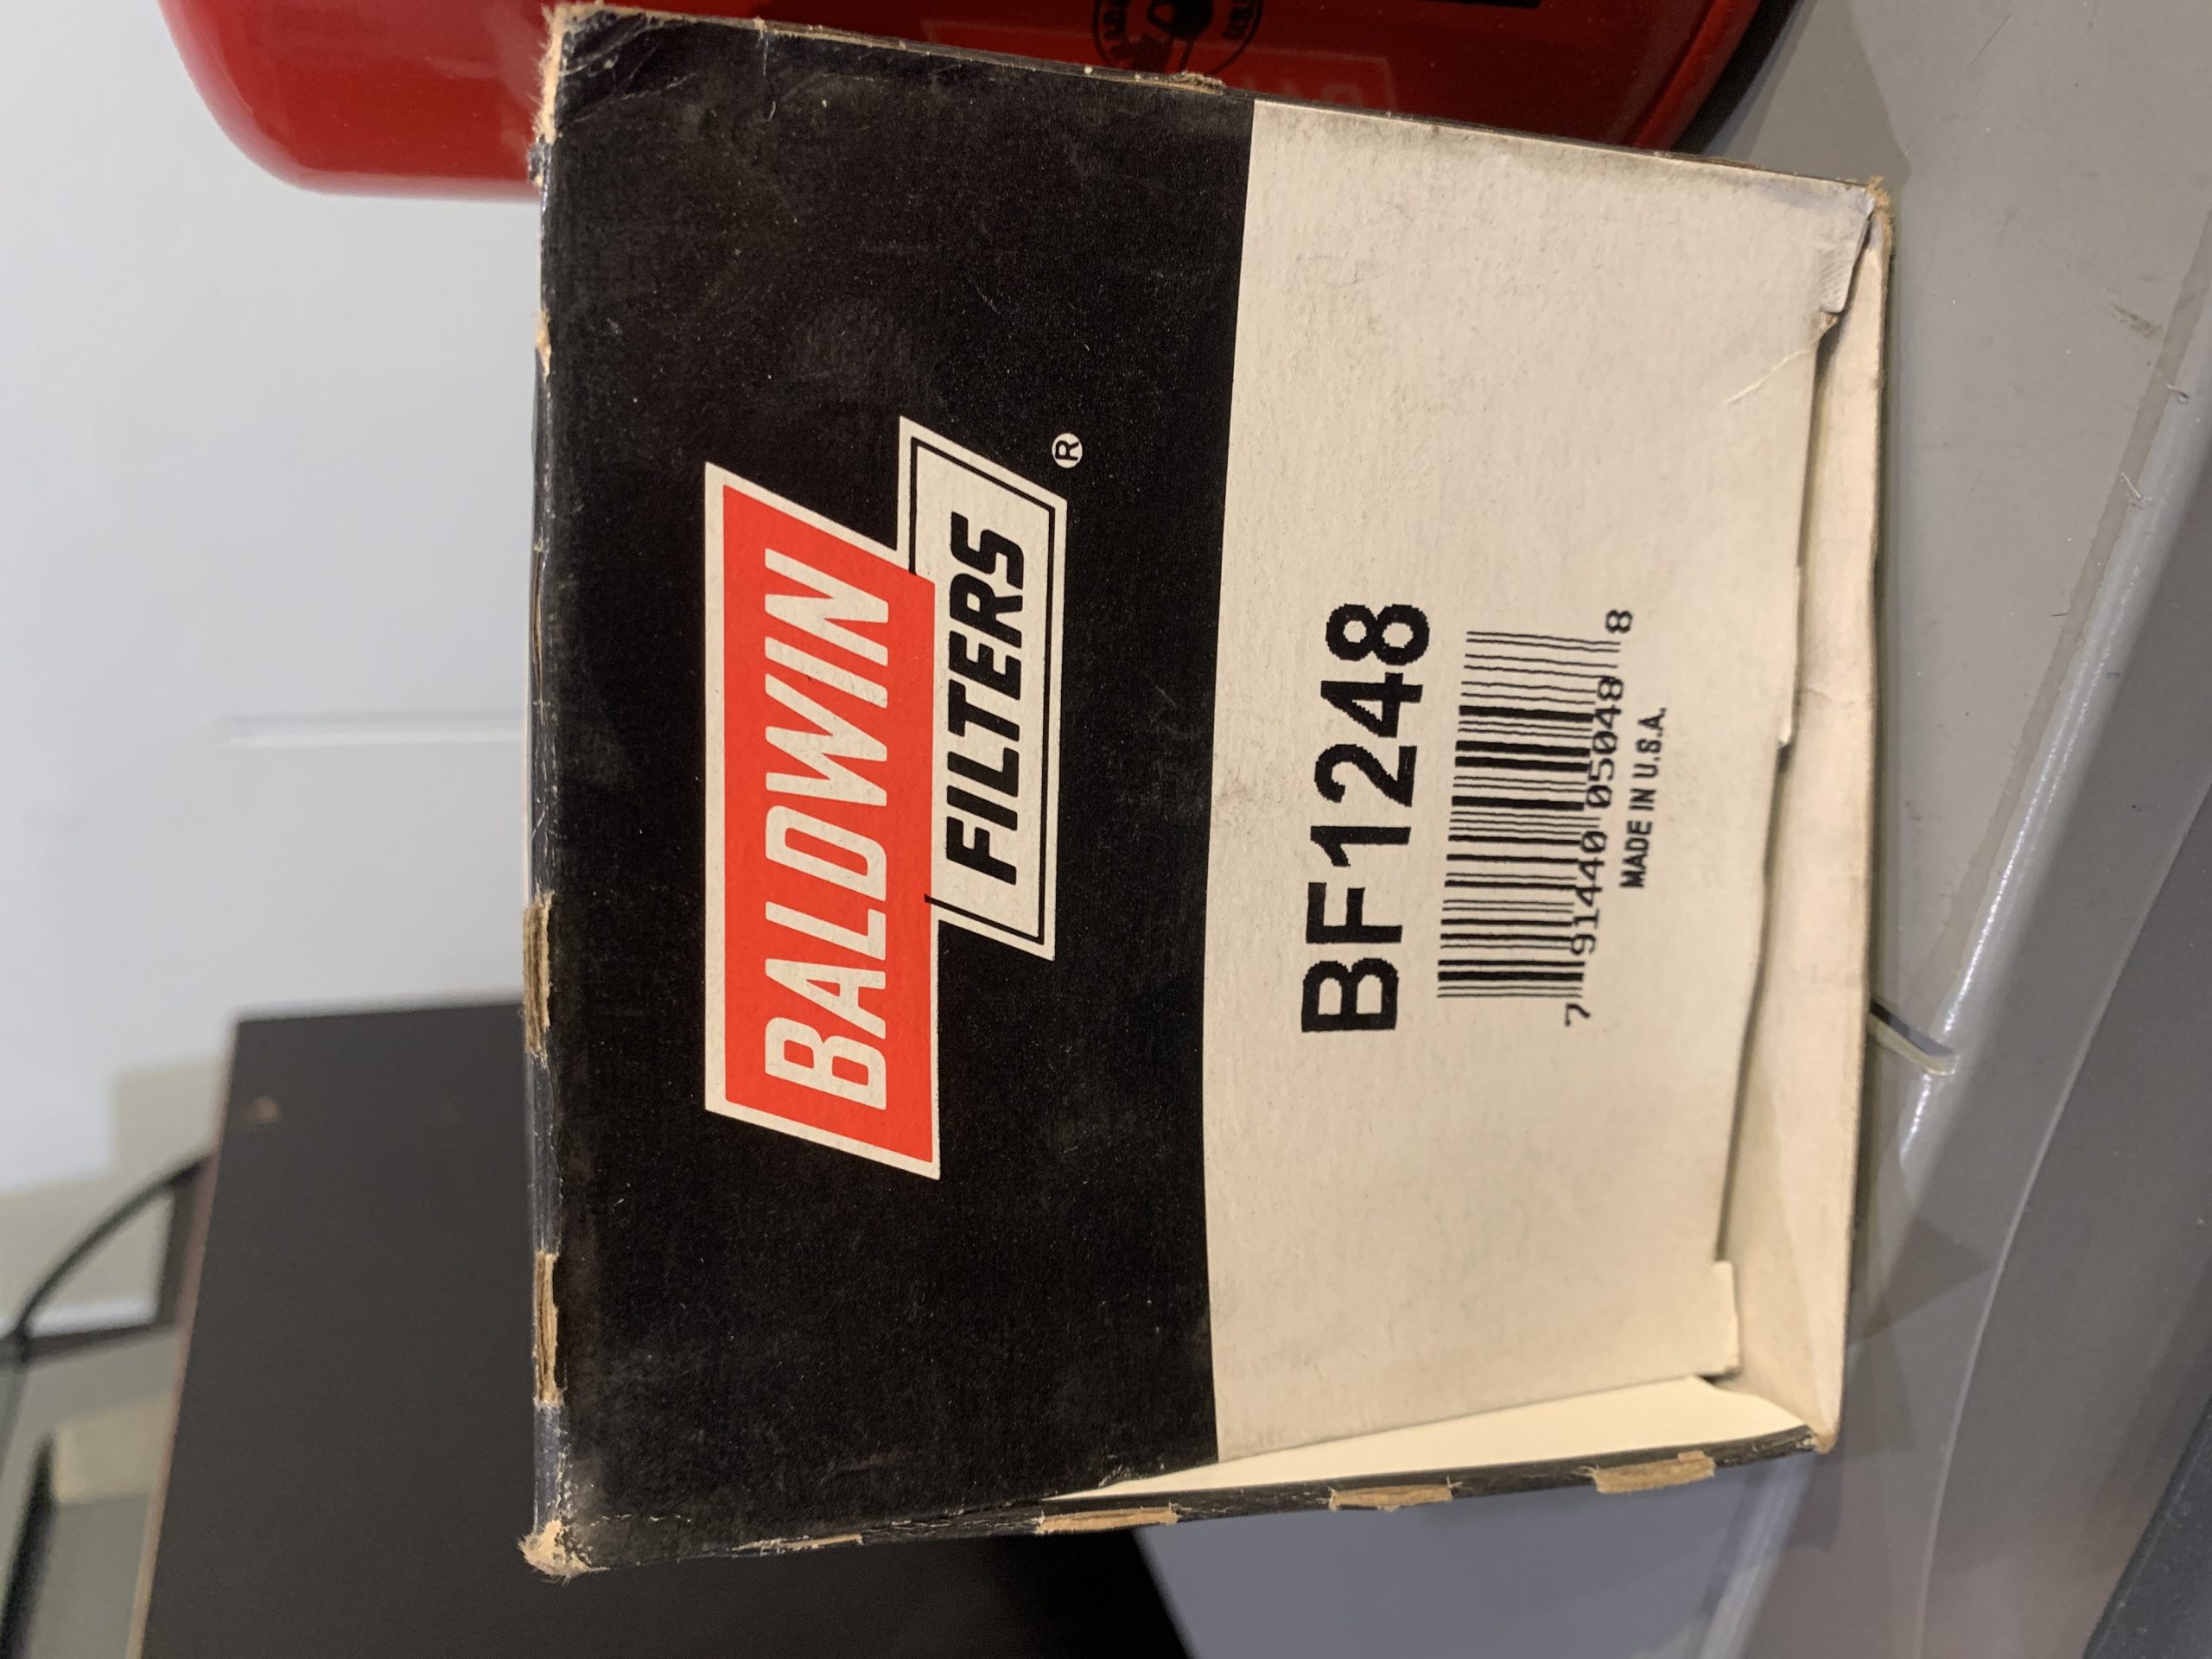 BALDWIN
FILTERS
®
BF1248
7 91440 05048 8
MADE IN U.S.A.